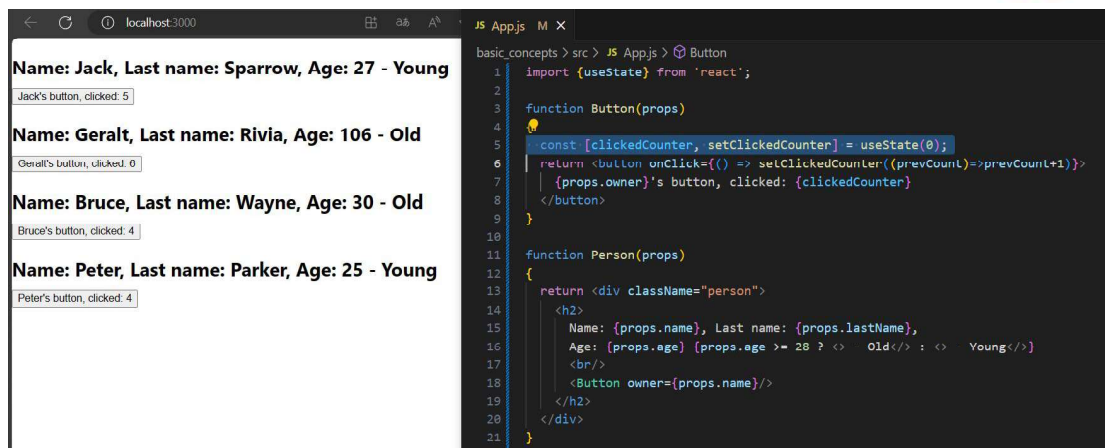 localhost:3000
Name: Jack, Last name: Sparrow, Age: 27 - Young
Jack's button, clicked: 5
Name: Geralt, Last name: Rivia, Age: 106 - Old
Geralt's button, clicked: 6
Name: Bruce, Last name: Wayne, Age: 30 - Old
Bruce's button, clicked: 4
Name: Peter, Last name: Parker, Age: 25 - Young
Peter's button, clicked: 4
JS App.js M X
basic_concepts > src > JS App.js > Button
1 import {useState} from 'react';
2
3 function Button(props)
4 {
5 const [clickedCounter, setClickedCounter] = useState(0);
6 return <button onClick={() => setClickedCounter((prevCount)=>prevCount+1)}>
7 {props.owner}'s button, clicked: {clickedCounter}
8 </button>
9 }
10
11 function Person(props)
12 {
13 return <div className="person">
14 <h2>
15 Name: {props.name}, Last name: {props.lastName},
16 Age: {props.age} {props.age >= 28 ? <> Old</> : <> Young</>}
17 <br/>
18 <Button owner={props.name}/>
19 </h2>
20 </div>
21 }